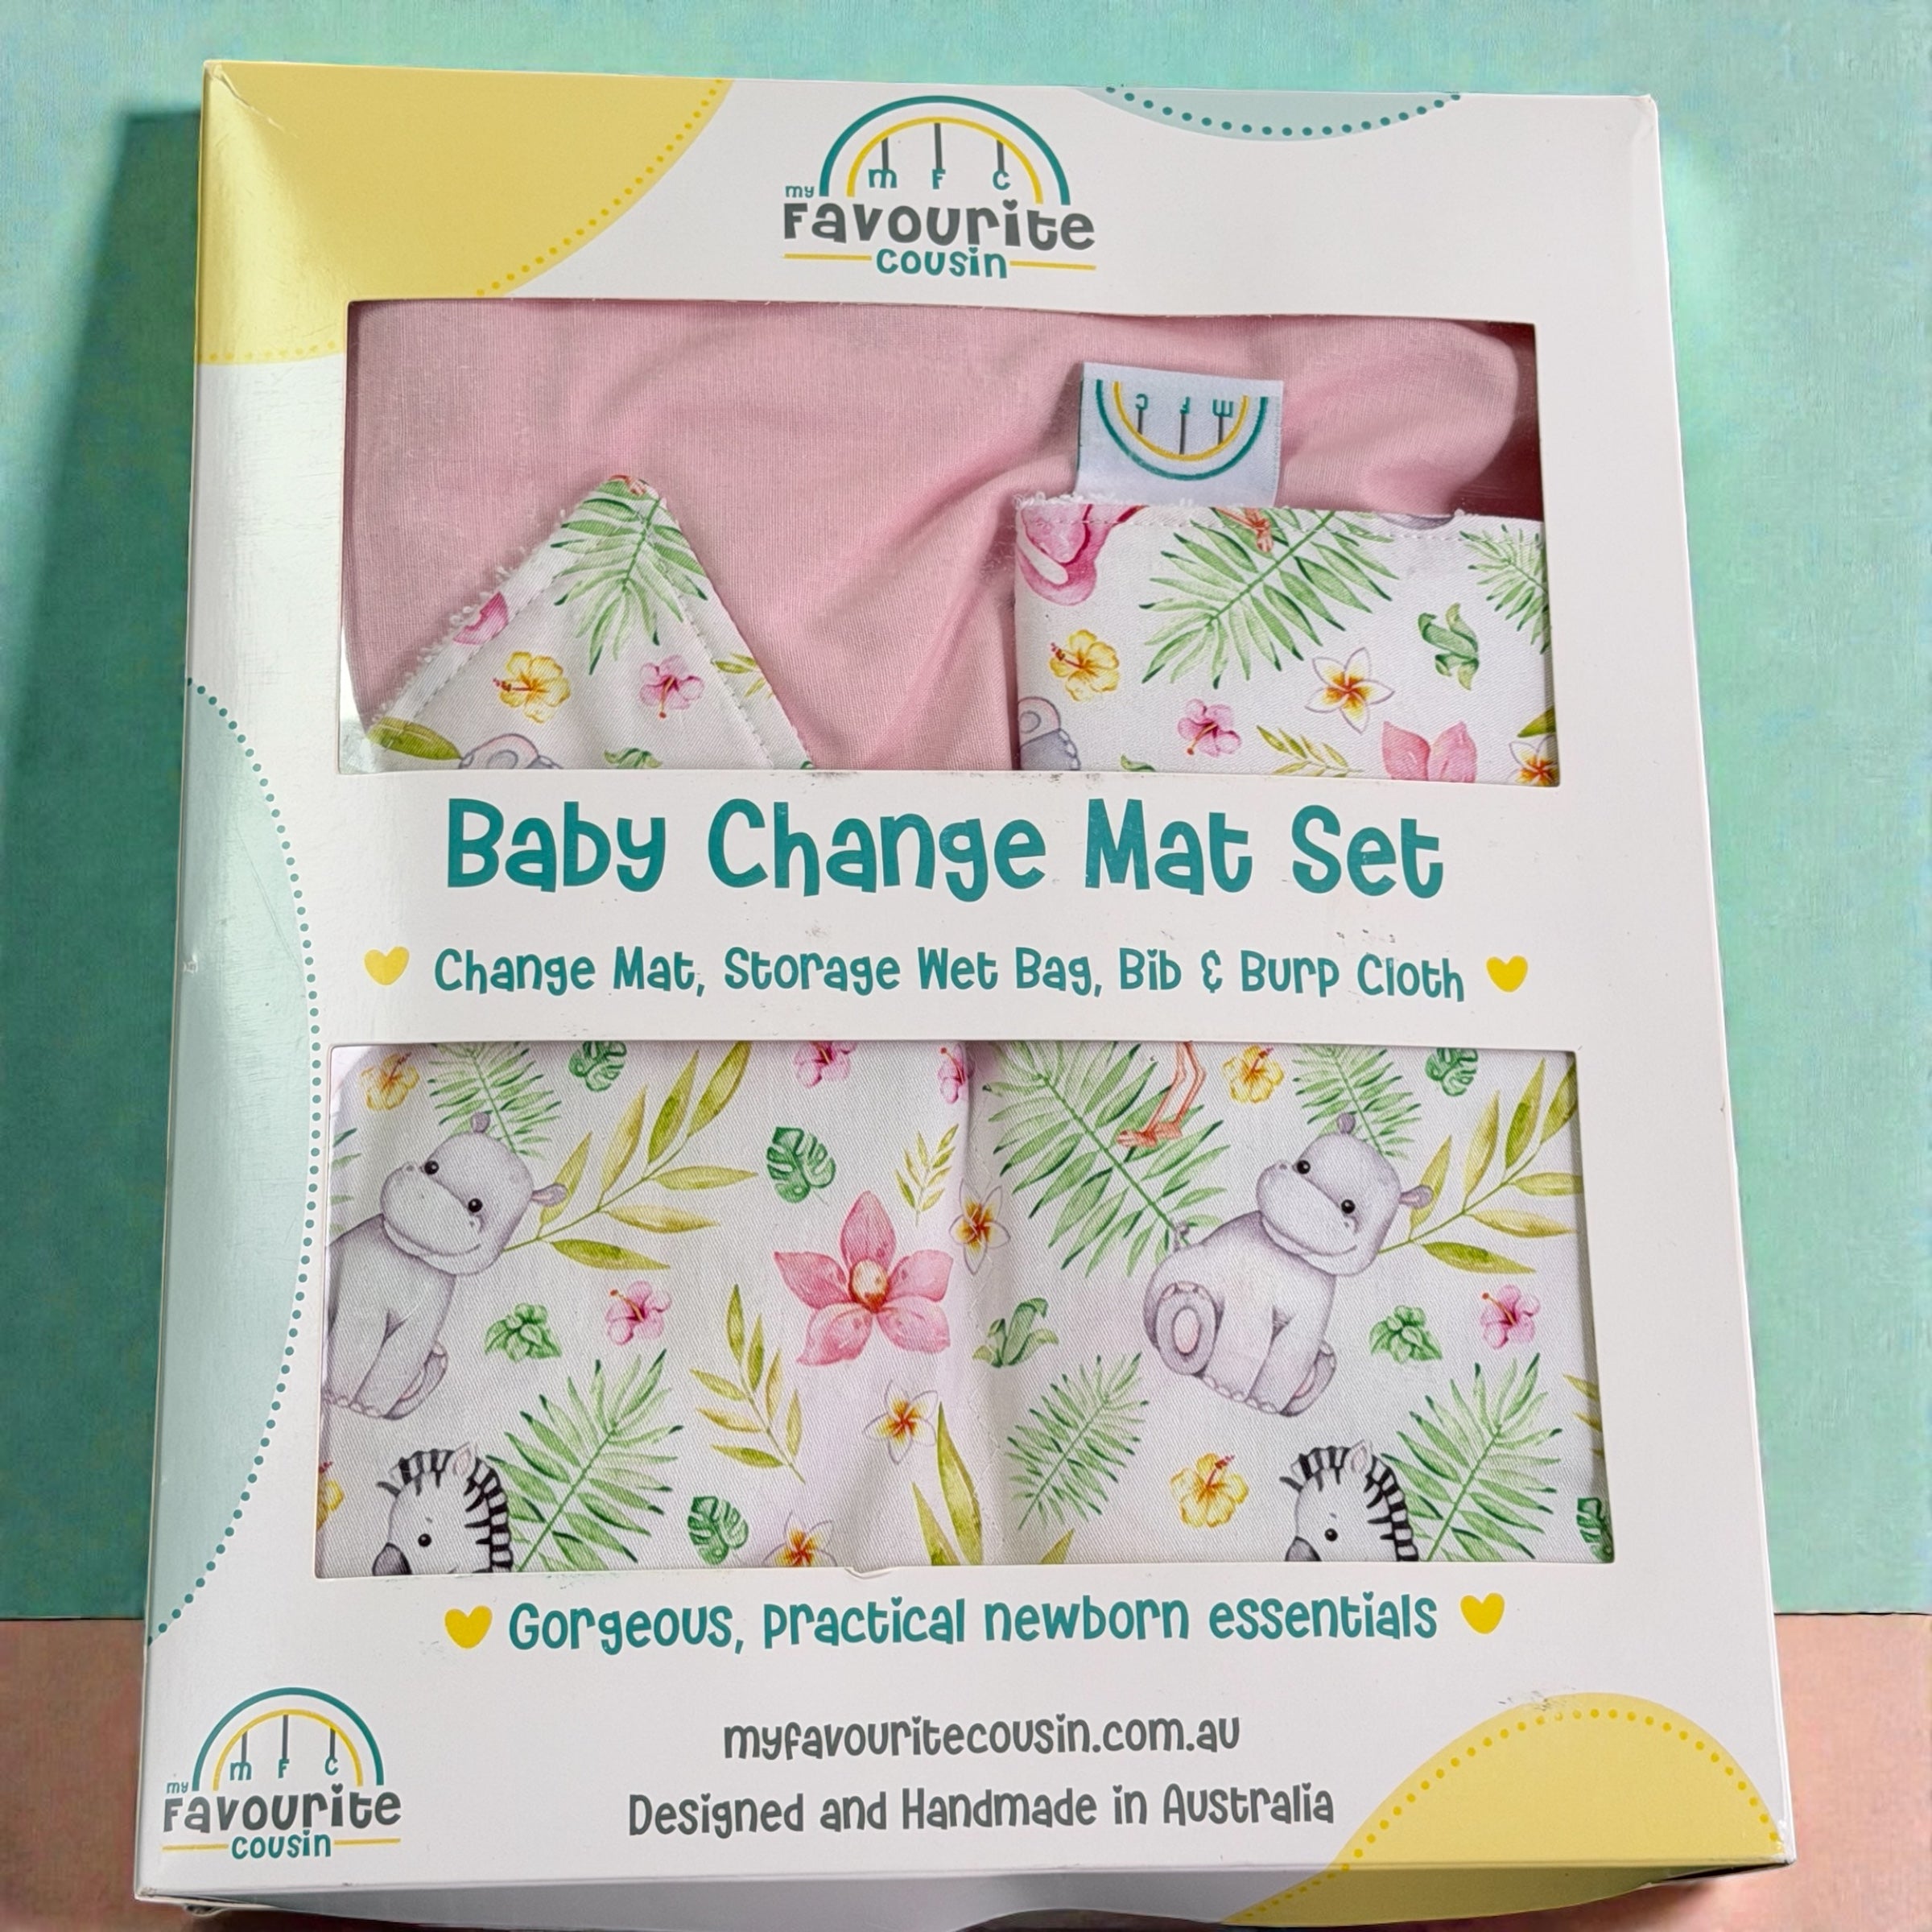 m F C
my
Favourite
cousin
m F C
Baby Change Mat Set
Change Mat, Storage Wet Bag, Bib & Burp Cloth
Gorgeous, practical newborn essentials
m F C
my
Favourite
cousin
myfavouritecousin.com.au
Designed and Handmade in Australia